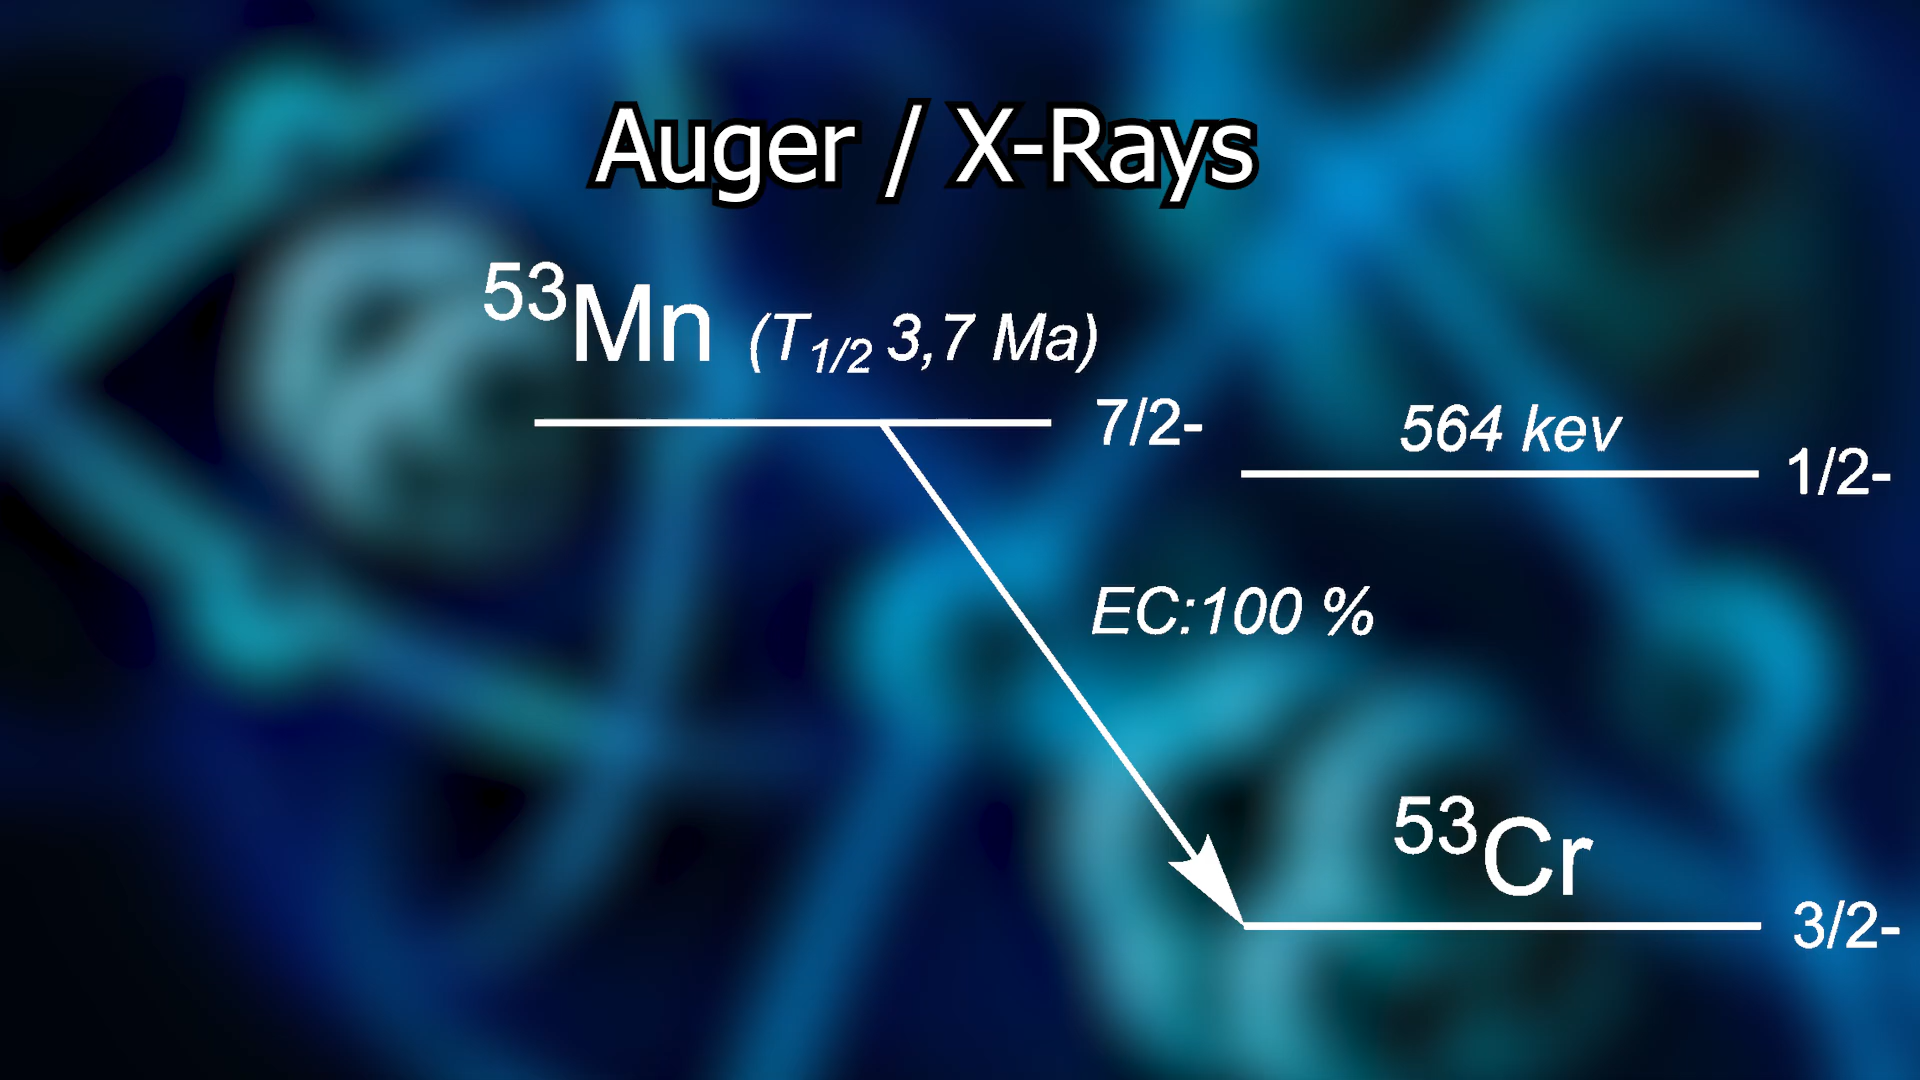 Auger / X-Rays
53Mn (T1/2 3,7 Ma)
7/2-
564 kev
1/2-
EC:100 %
53Cr
3/2-